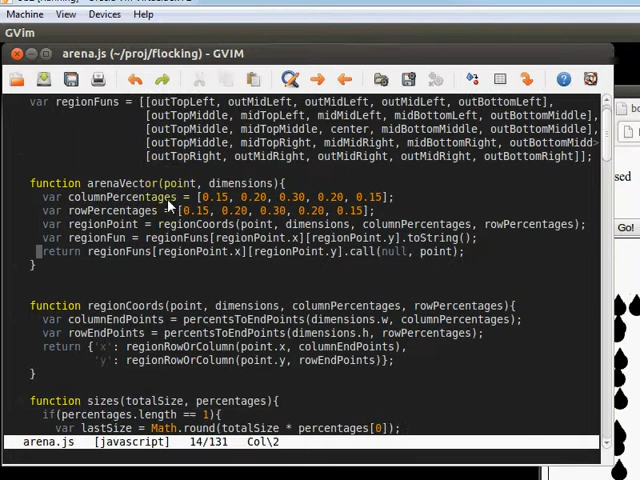 Machine View Devices Help
GVim
arena.js (~/proj/flocking) - GVIM
var regionFuns = [[outTopLeft, outMidLeft, outMidLeft, outMidLeft, outBottomLeft],
[outTopMiddle, midTopLeft, midMidLeft, midBottomLeft, outBottomMiddle],
[outTopMiddle, midTopMiddle, center, midBottomMiddle, outBottomMiddle],
[outTopMiddle, midTopRight, midMidRight, midBottomRight, outBottomMidd>
[outTopRight, outMidRight, outMidRight, outMidRight, outBottomRight]];
function arenaVector(point, dimensions){
var columnPercentages = [0.15, 0.20, 0.30, 0.20, 0.15];
var rowPercentages = [0.15, 0.20, 0.30, 0.20, 0.15];
var regionPoint = regionCoords(point, dimensions, columnPercentages, rowPercentages);
var regionFun = regionFuns[regionPoint.x][regionPoint.y].toString();
return regionFuns[regionPoint.x][regionPoint.y].call(null, point);
}
function regionCoords(point, dimensions, columnPercentages, rowPercentages){
var columnEndPoints = percentsToEndPoints(dimensions.w, columnPercentages);
var rowEndPoints = percentsToEndPoints(dimensions.h, rowPercentages);
return {'x': regionRowOrColumn(point.x, columnEndPoints),
'y': regionRowOrColumn(point.y, rowEndPoints)};
}
function sizes(totalSize, percentages){
if(percentages.length == 1){
var lastSize = Math.round(totalSize * percentages[0]);
arena.js [javascript] 14/131 Col\2
Go!